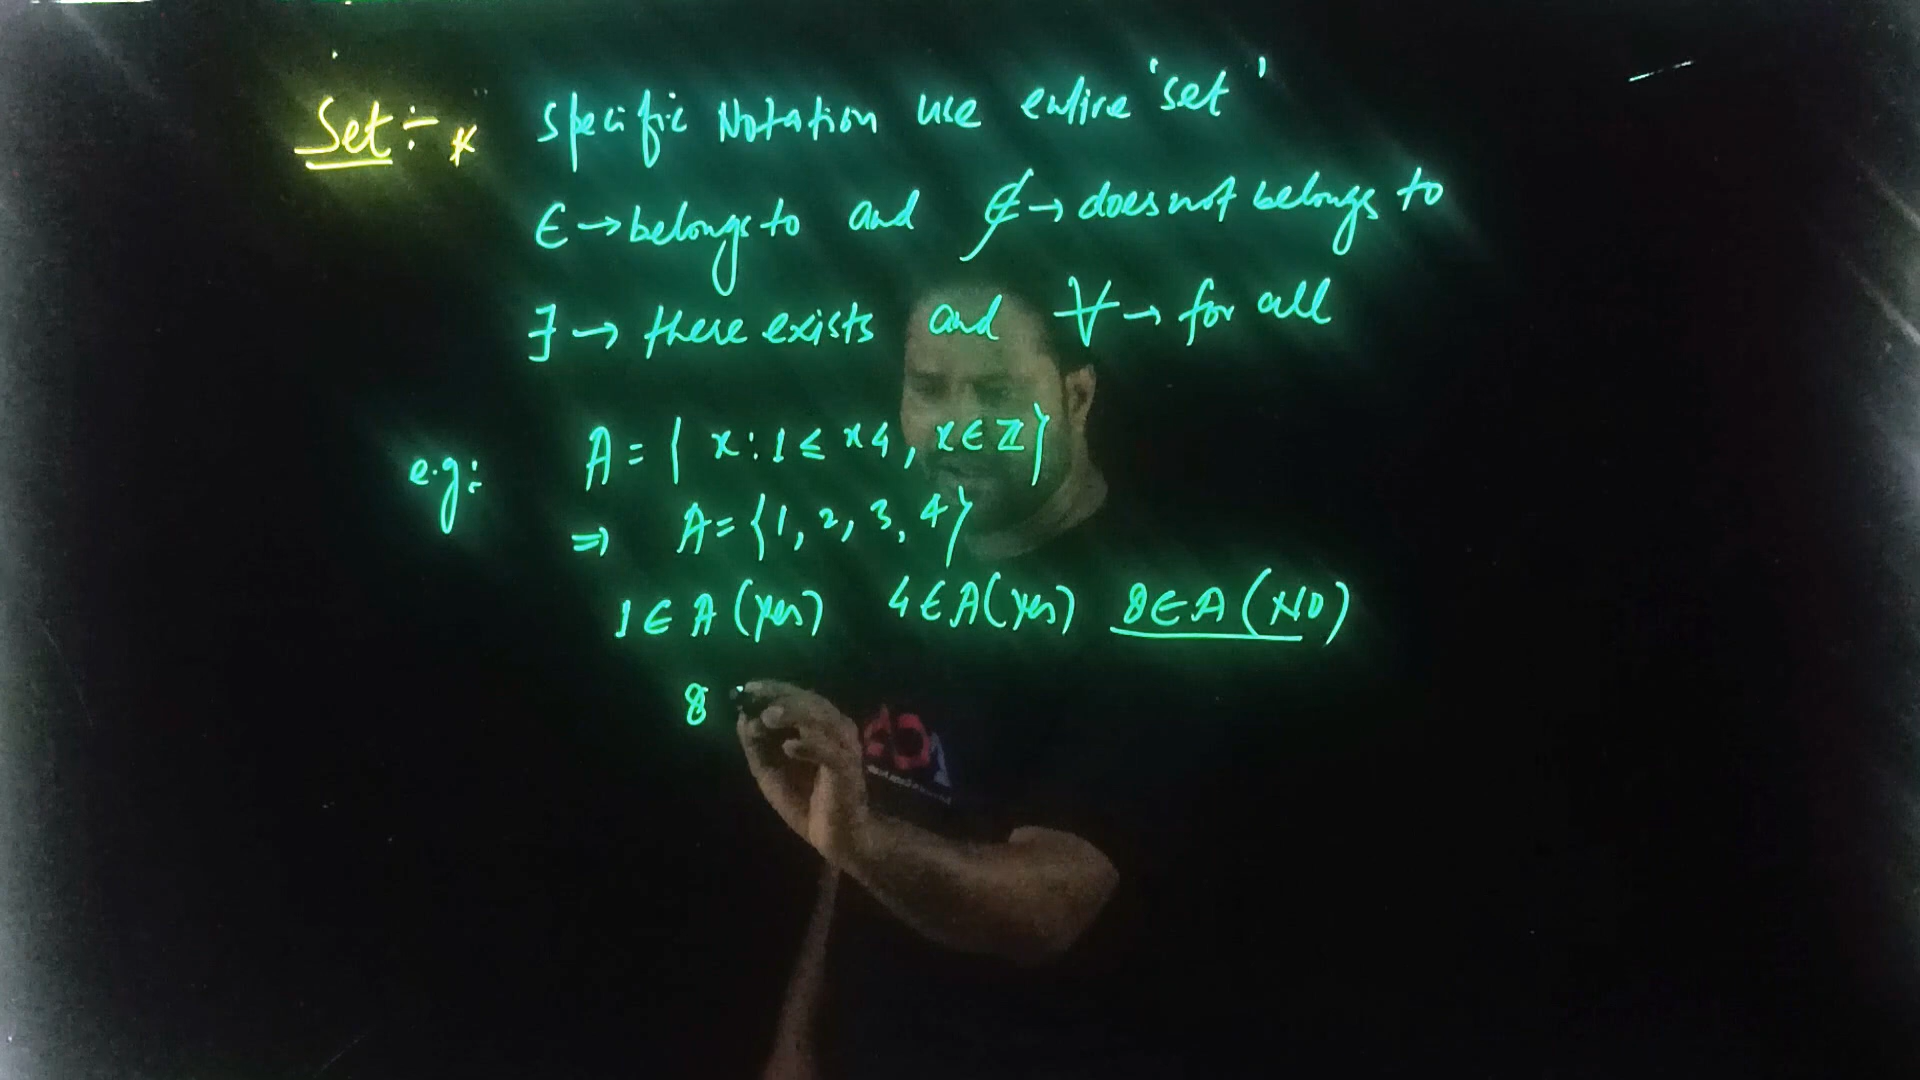 Set :- * Specific Notation use entire 'set'
∈ → belongs to and ∉ → does not belongs to
∃ → there exists and ∀ → for all
e.g: A = { x : 1 ≤ x 4, x ∈ ℤ}
⇒ A = {1, 2, 3, 4}
1 ∈ A (yes) 4 ∈ A (yes) 8 ∈ A (NO)
8